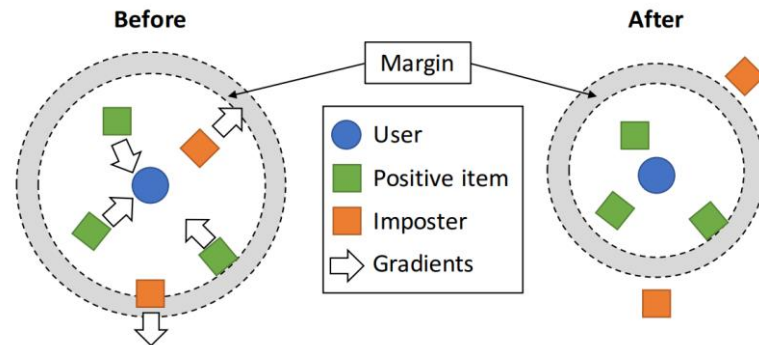 Before
After
Margin
User
Positive item
Imposter
Gradients